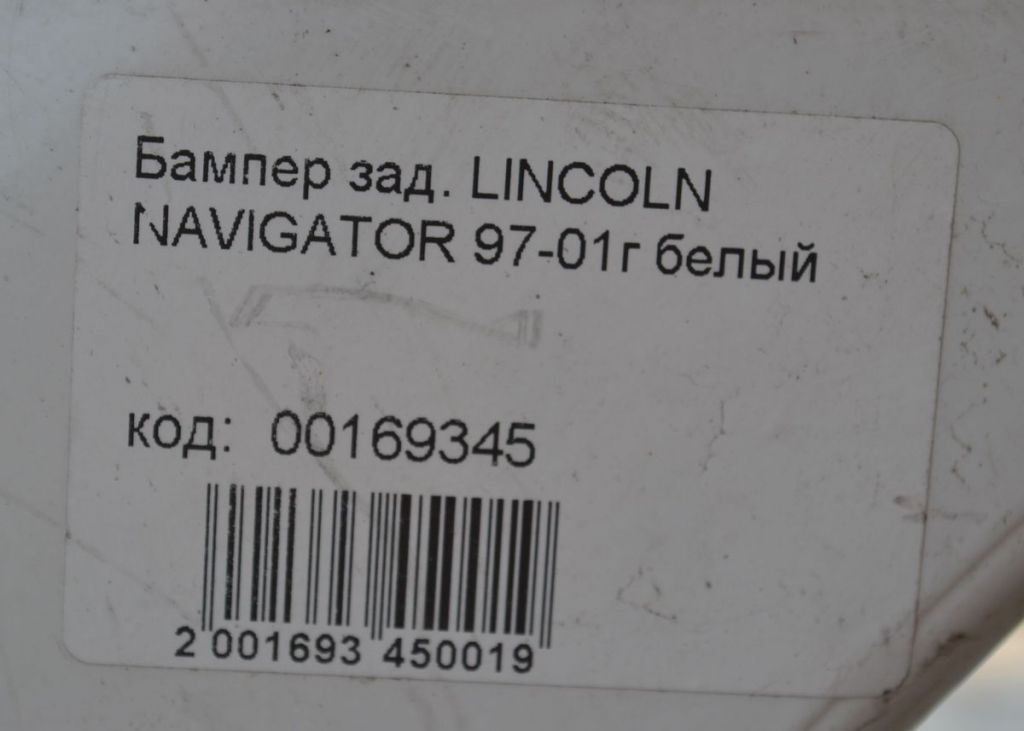 Бампер зад. LINCOLN
NAVIGATOR 97-01г белый
код: 00169345
2 001693 450019